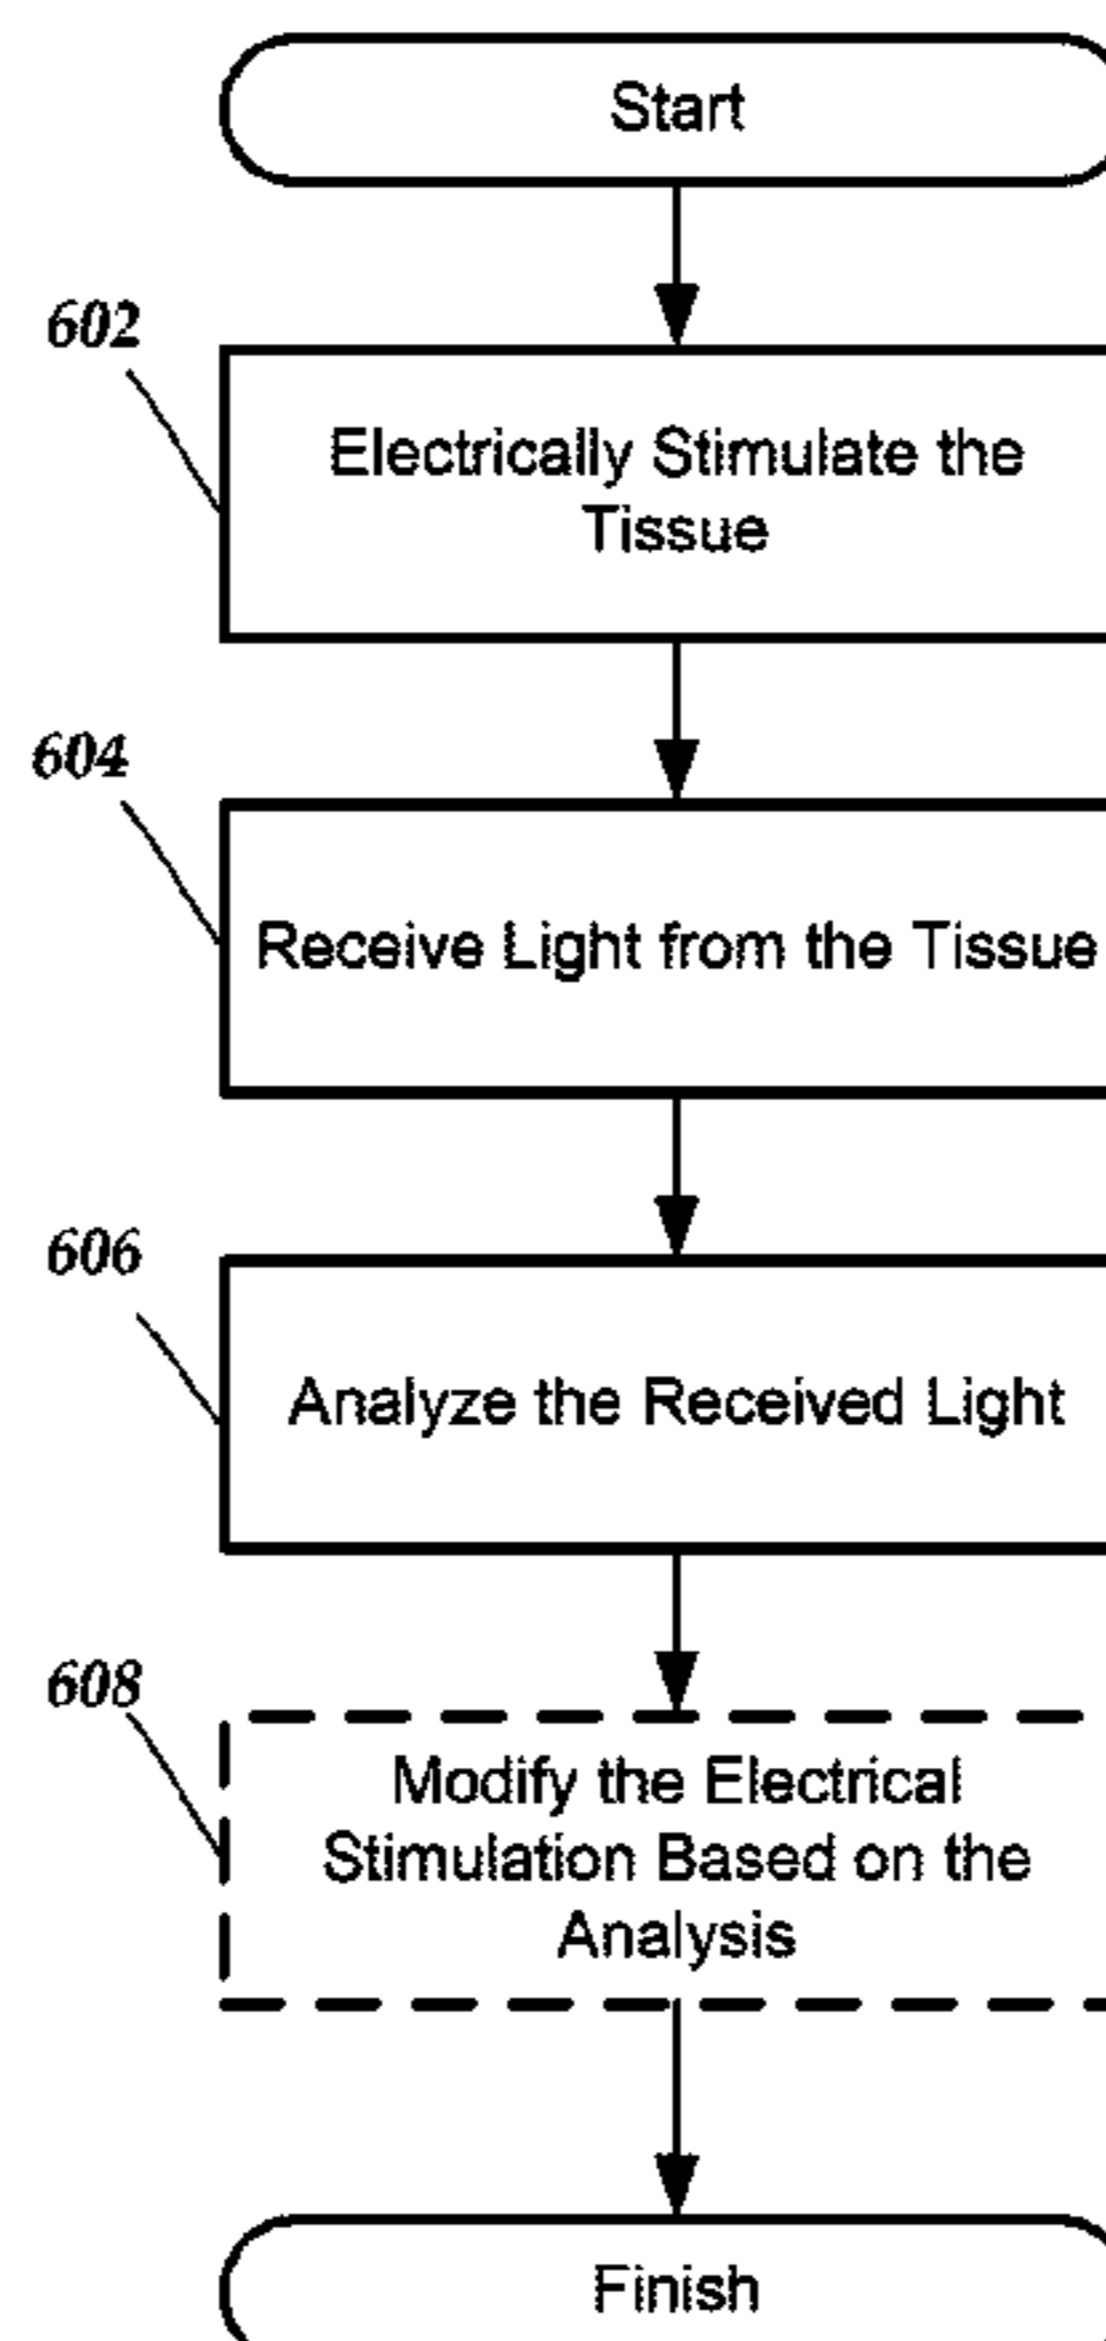 Start
602
Electrically Stimulate the
Tissue
604
Receive Light from the Tissue
606
Analyze the Received Light
608
Modify the Electrical
Stimulation Based on the
Analysis
Finish